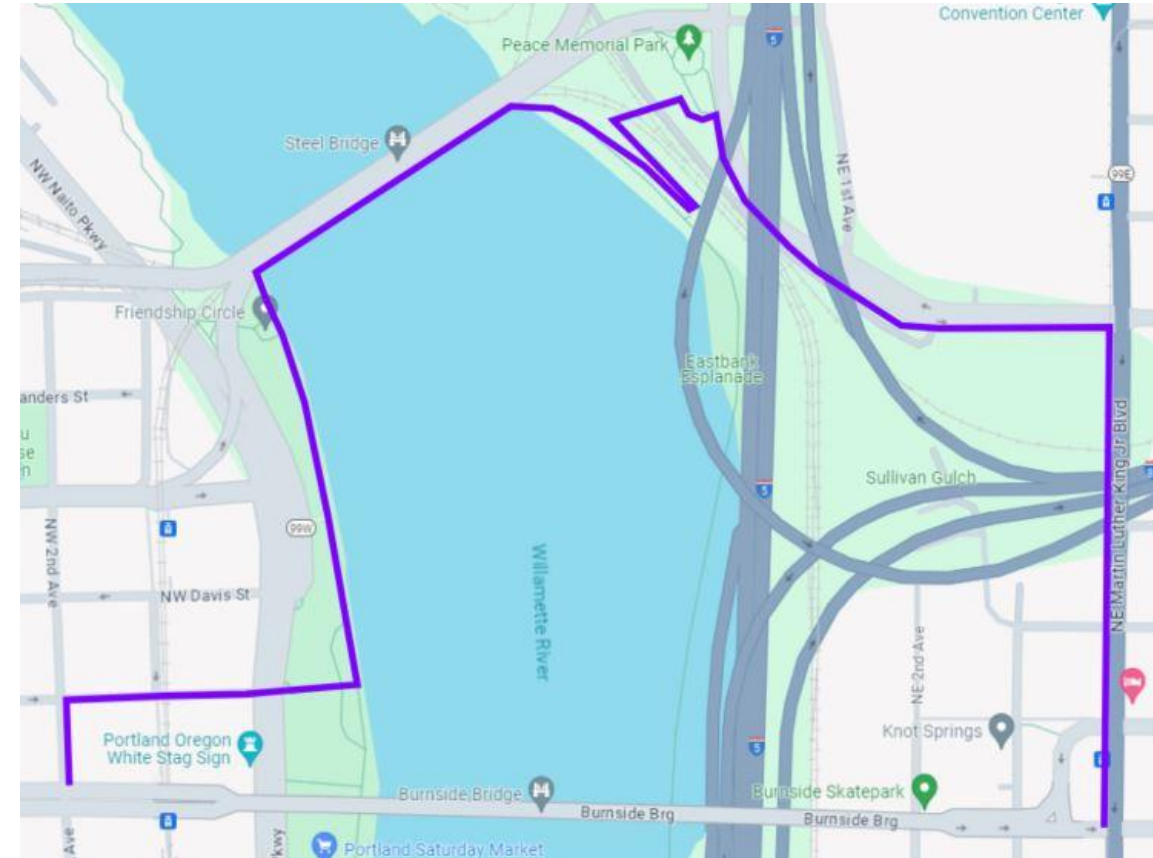 Convention Center
Peace Memorial Park
5
Steel Bridge
NW Naito Pkwy
NE 1st Ave
99E
Friendship Circle
Eastbank
Esplanade
anders St
u
se
n
NE Martin Luther King Jr Blvd
Sullivan Gulch
5
99W
NW 2nd Ave
Willamette
River
NW Davis St
NE 2nd Ave
Knot Springs
Portland Oregon
White Stag Sign
5
Burnside Bridge
Burnside Skatepark
Burnside Brg
Burnside Brg
Ave
kwy
Portland Saturday Market